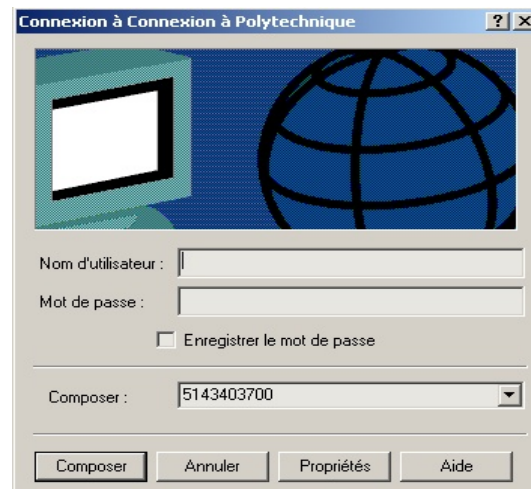 Connexion à Connexion à Polytechnique
Nom d'utilisateur :
Mot de passe :
Enregistrer le mot de passe
Composer : 5143403700
Composer Annuler Propriétés Aide